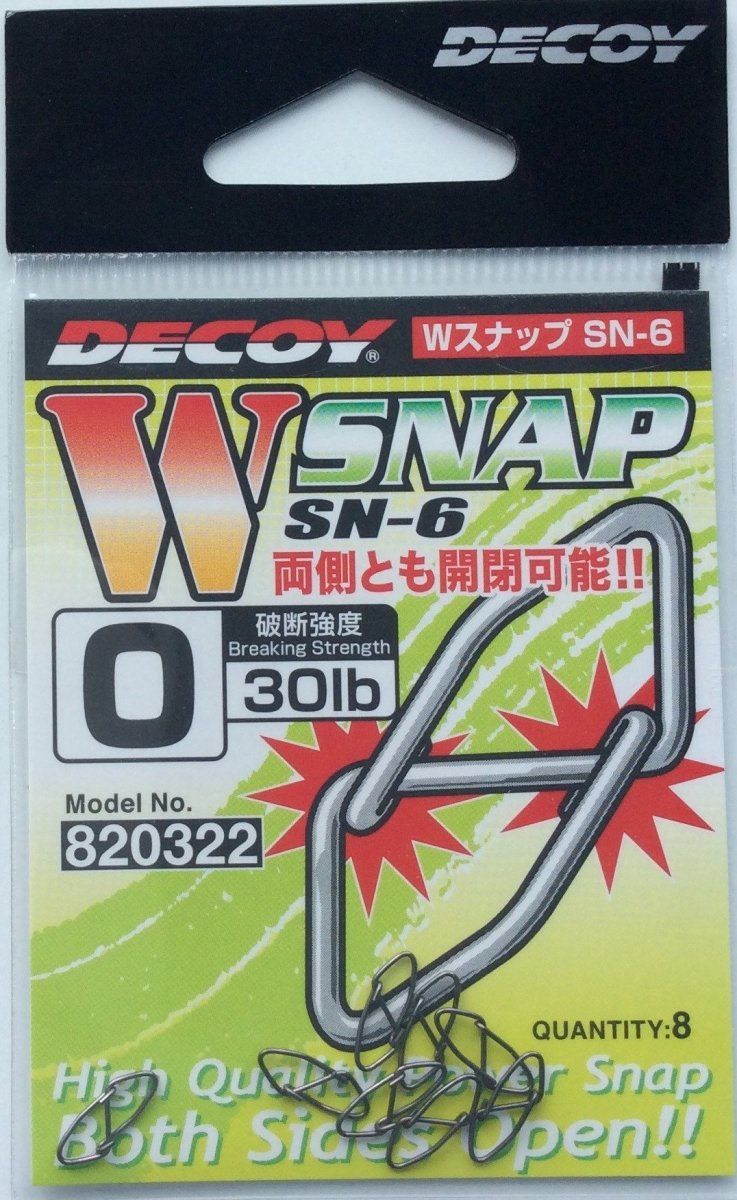 DECOY
DECOY®
Wスナップ SN-6
W SNAP
SN-6
両側とも開閉可能!!
0
破断強度
Breaking Strength
30lb
Model No.
820322
QUANTITY:8
High Quality Power Snap
Both Sides Open!!